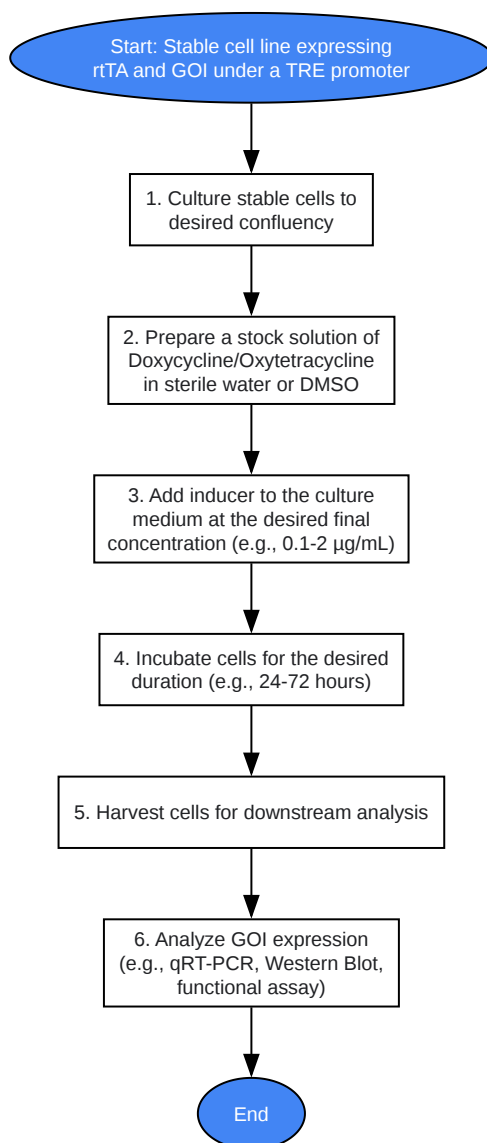 Start: Stable cell line expressing
rtTA and GOI under a TRE promoter
1. Culture stable cells to
desired confluency
2. Prepare a stock solution of
Doxycycline/Oxytetracycline
in sterile water or DMSO
3. Add inducer to the culture
medium at the desired final
concentration (e.g., 0.1-2 µg/mL)
4. Incubate cells for the desired
duration (e.g., 24-72 hours)
5. Harvest cells for downstream analysis
6. Analyze GOI expression
(e.g., qRT-PCR, Western Blot,
functional assay)
End